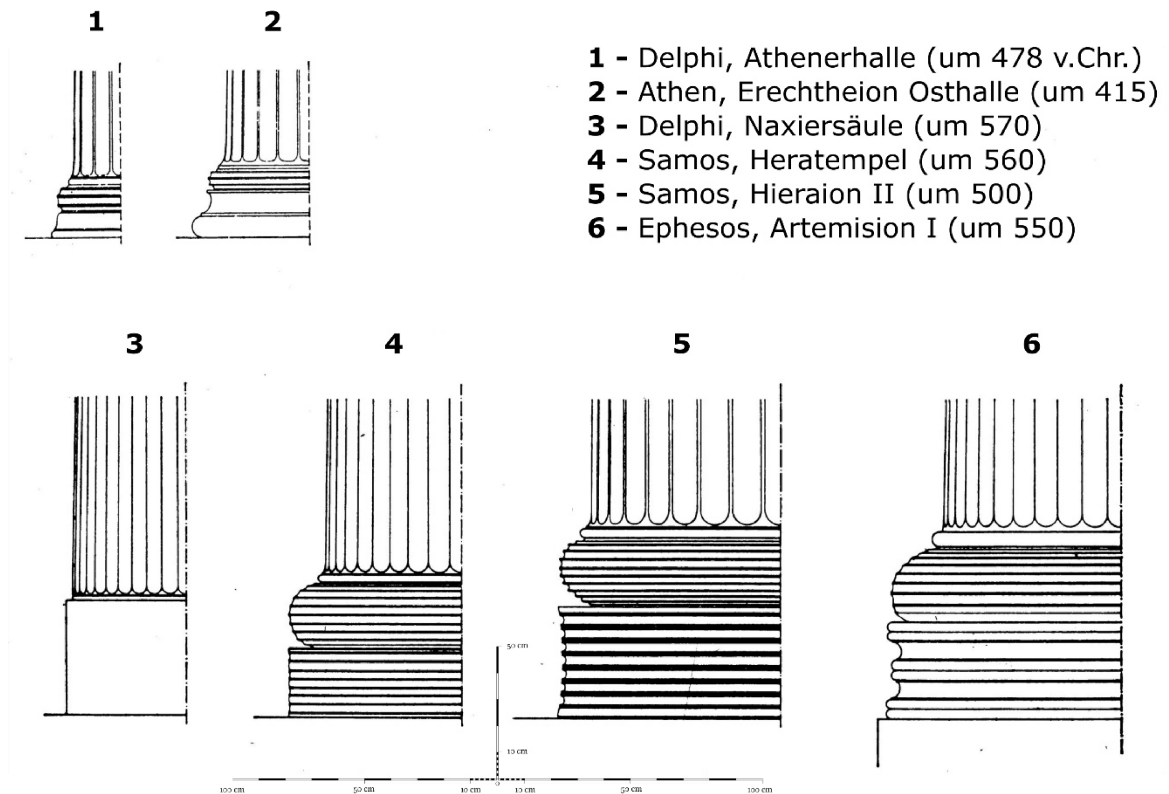 1
2
1 - Delphi, Athenerhalle (um 478 v.Chr.)
2 - Athen, Erechtheion Osthalle (um 415)
3 - Delphi, Naxiersäule (um 570)
4 - Samos, Heratempel (um 560)
5 - Samos, Hieraion II (um 500)
6 - Ephesos, Artemision I (um 550)
3
4
5
6
50 cm
10 cm
100 cm
50 cm
10 cm
0
10 cm
50 cm
100 cm